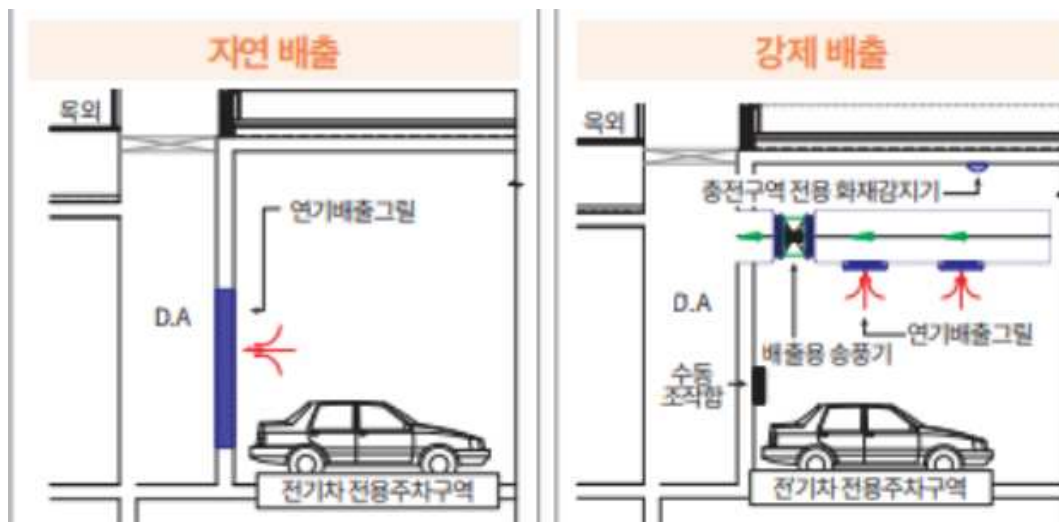 자연 배출
옥외
연기배출그릴
D.A
전기차 전용주차구역
강제 배출
옥외
충전구역 전용 화재감지기
D.A
연기배출그릴
배출용 송풍기
수동
조작함
전기차 전용주차구역